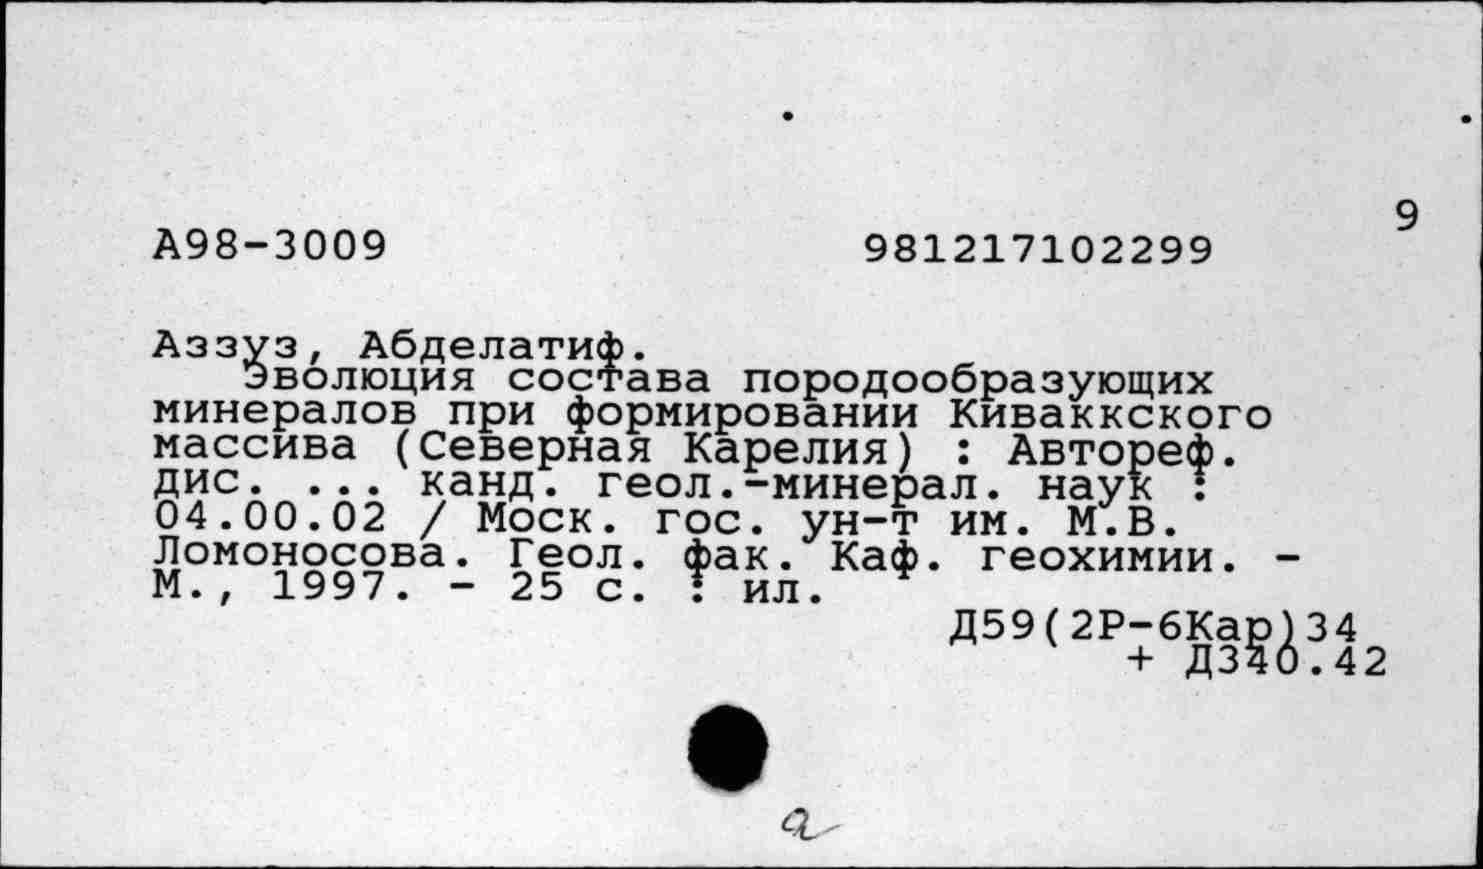 9
А98-3009 981217102299
Аззуз, Абделатиф.
Эволюция состава породообразующих
минералов при формировании Киваккского
массива (Северная Карелия) : Автореф.
дис. ... канд. геол.-минерал. наук :
04.00.02 / Моск. гос. ун-т им. М.В.
Ломоносова. Геол. фак. Каф. геохимии. -
М., 1997. - 25 с. : ил.
Д59(2Р-6Кар)34
+ Д340.42